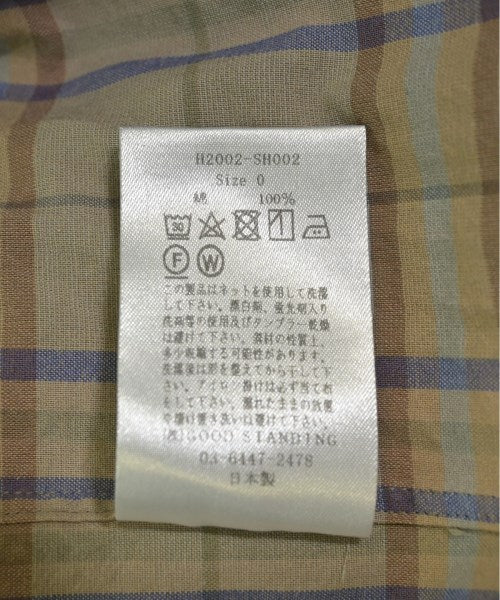 H2002-SH002
Size 0
綿 100%
30
F W
この製品はネットを使用して洗濯
して下さい。漂白剤、蛍光剤入り
洗剤等の使用及びタンブラー乾燥
は避けて下さい。素材の性質上、
多少収縮する可能性があります。
洗濯後は形を整えてから干して
下さい。アイロン掛けは必ず当て布
をして下さい。濡れたままの放置
や掛け置き洗いは避けて下さい。
GOOD STANDING
03-6447-2478
日本製